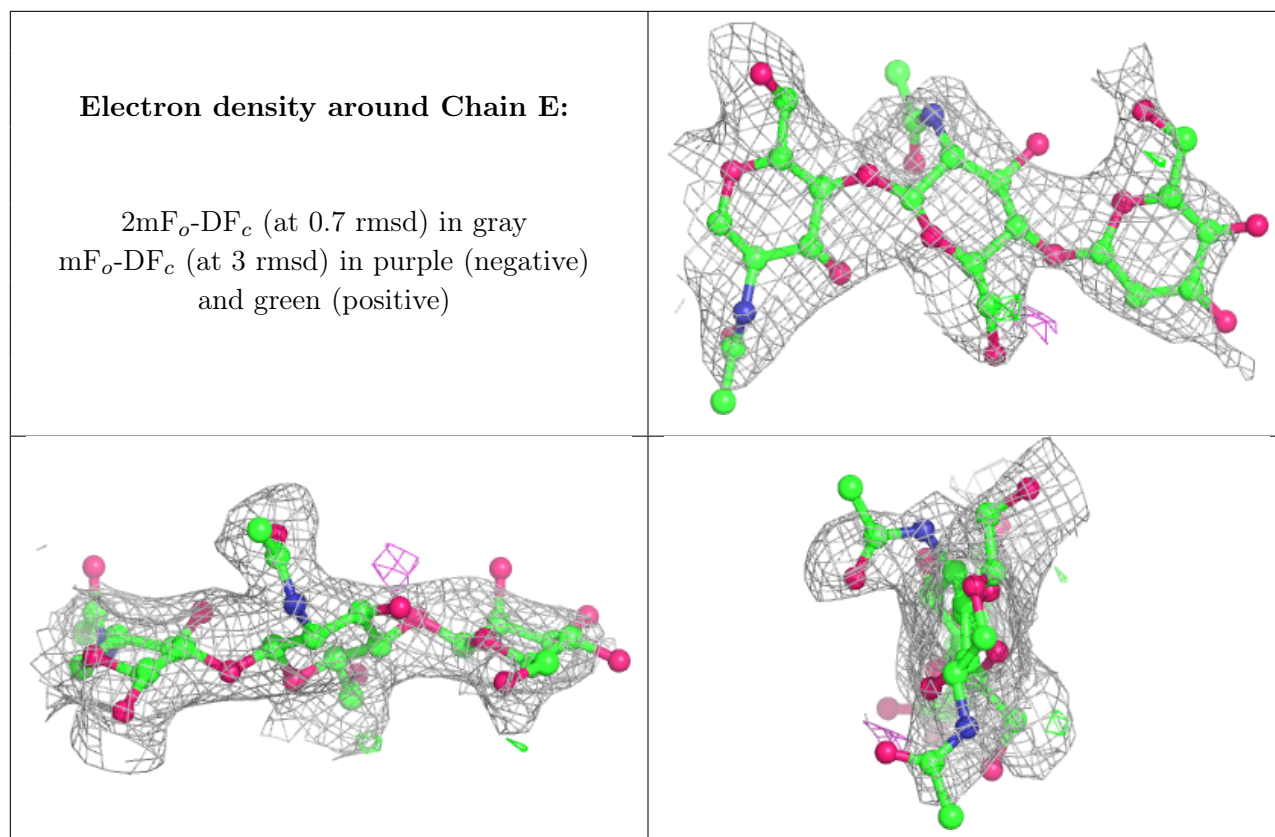 Electron density around Chain E:
2mFₒ-DF𝑐 (at 0.7 rmsd) in gray
mFₒ-DF𝑐 (at 3 rmsd) in purple (negative)
and green (positive)